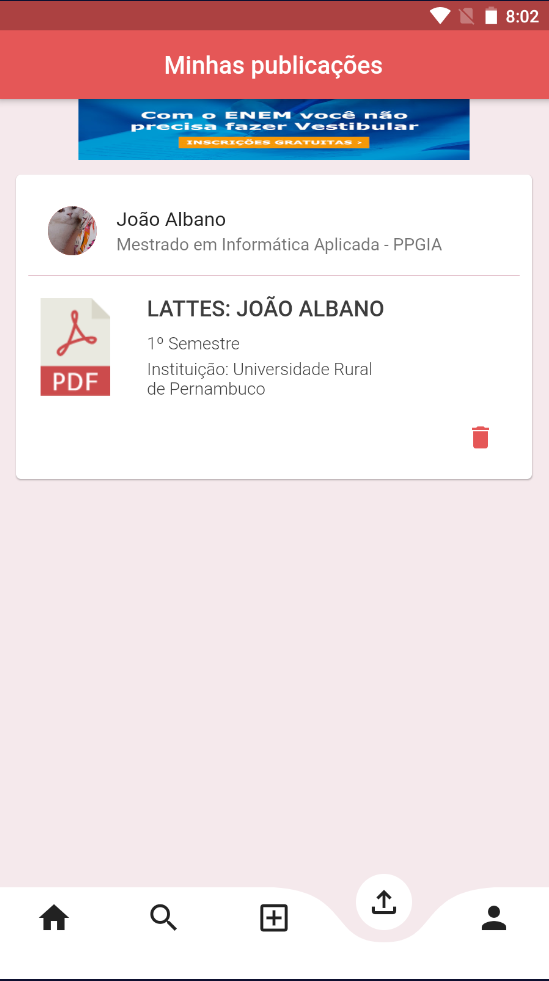 8:02
Minhas publicações
Com o ENEM você não
precisa fazer Vestibular
INSCRIÇÕES GRATUITAS >
João Albano
Mestrado em Informática Aplicada - PPGIA
LATTES: JOÃO ALBANO
1º Semestre
Instituição: Universidade Rural
de Pernambuco
PDF